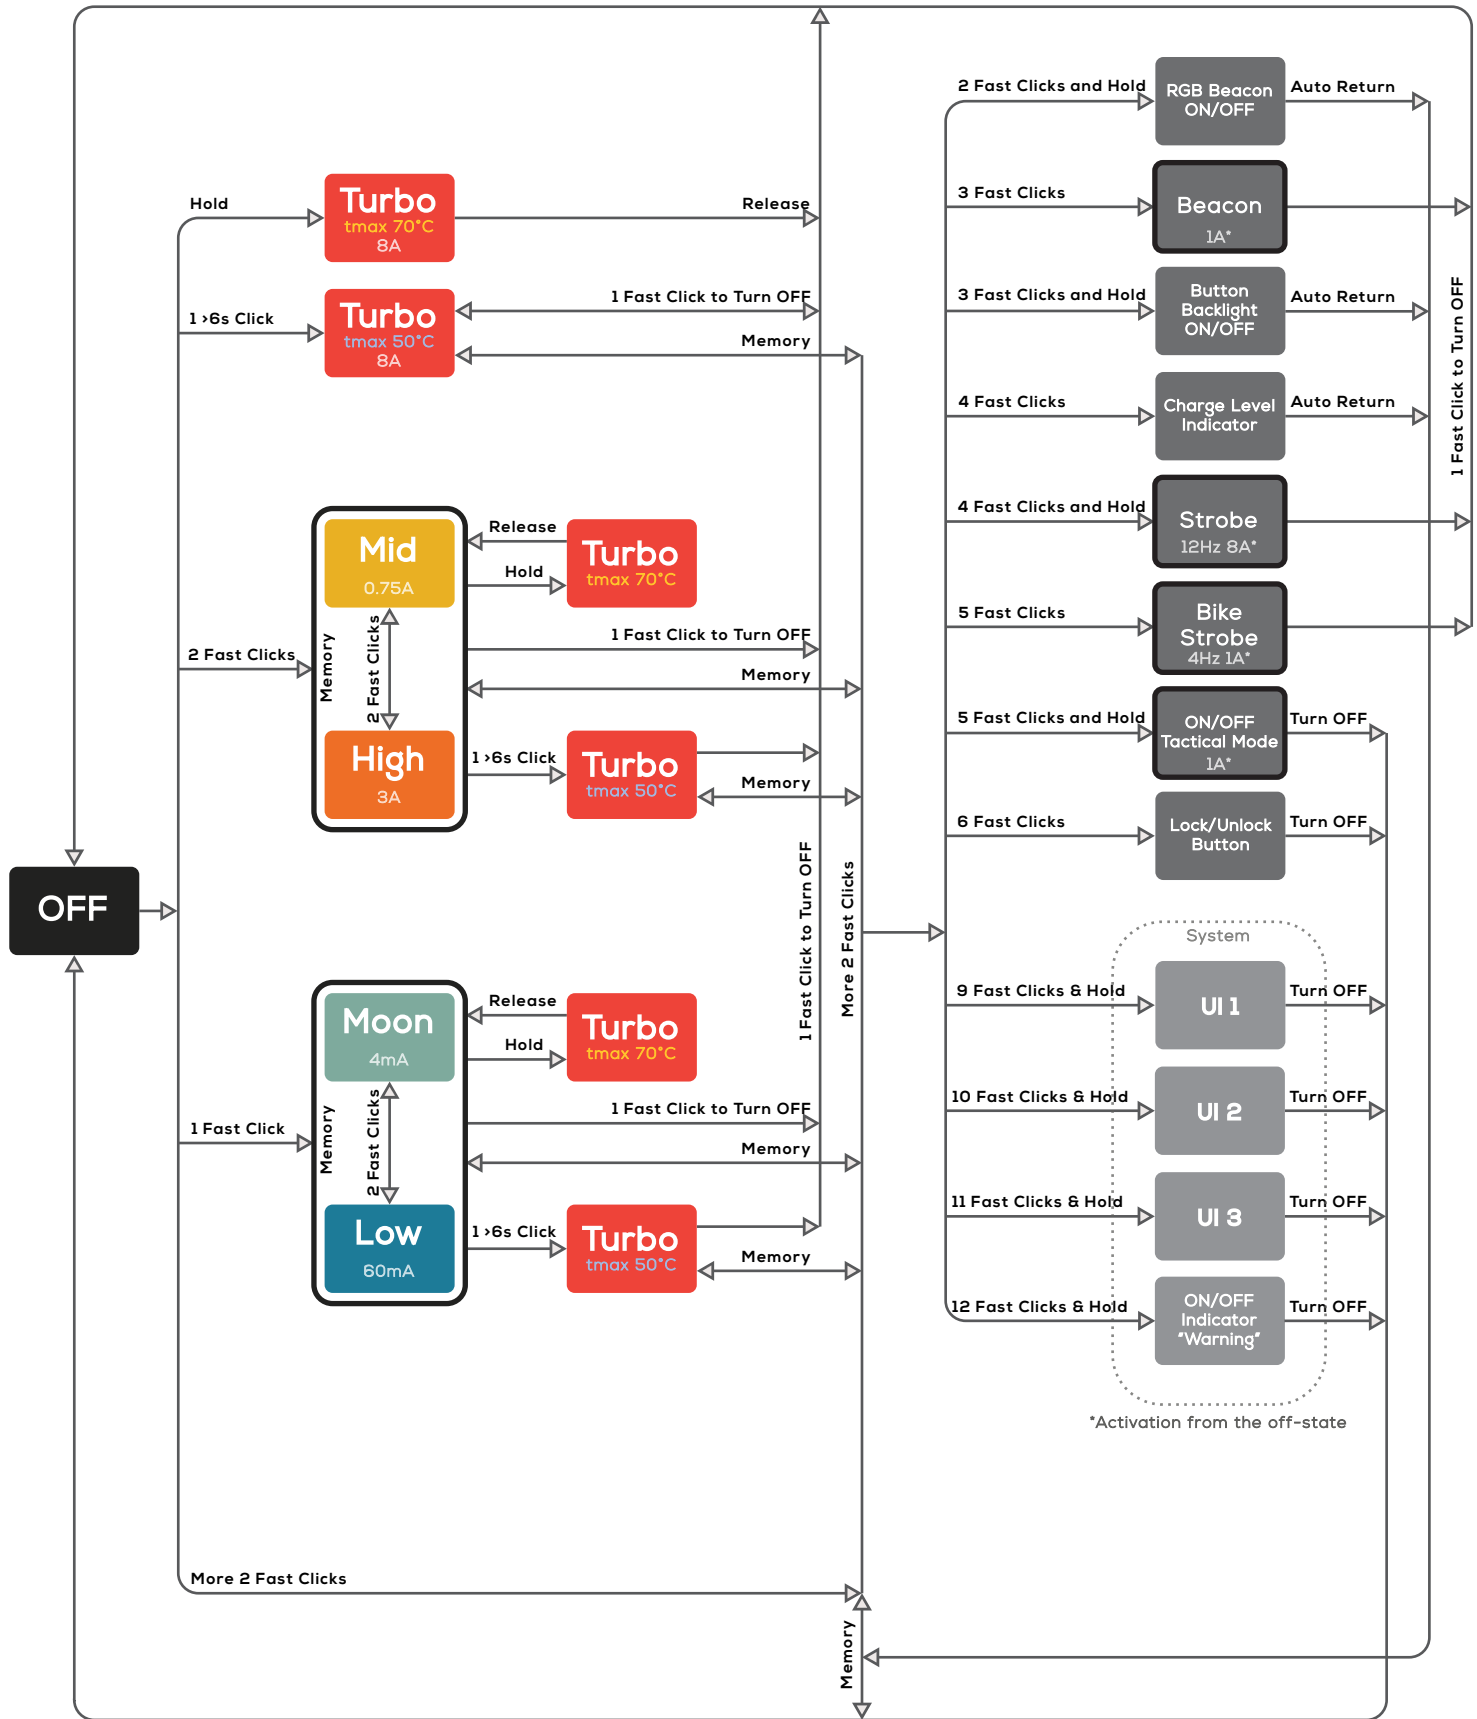 2 Fast Clicks and Hold
RGB Beacon
ON/OFF
Auto Return
Hold
Turbo
tmax 70°C
8A
Release
3 Fast Clicks
Beacon
1A*
1 >6s Click
Turbo
tmax 50°C
8A
1 Fast Click to Turn OFF
Memory
3 Fast Clicks and Hold
Button
Backlight
ON/OFF
Auto Return
1 Fast Click to Turn OFF
4 Fast Clicks
Charge Level
Indicator
Auto Return
4 Fast Clicks and Hold
Strobe
12Hz 8A*
2 Fast Clicks
Memory
Mid
0.75A
2 Fast Clicks
High
3A
Release
Hold
Turbo
tmax 70°C
1 Fast Click to Turn OFF
Memory
1 >6s Click
Turbo
tmax 50°C
Memory
5 Fast Clicks
Bike
Strobe
4Hz 1A*
5 Fast Clicks and Hold
ON/OFF
Tactical Mode
1A*
Turn OFF
6 Fast Clicks
Lock/Unlock
Button
Turn OFF
OFF
1 Fast Click to Turn OFF
More 2 Fast Clicks
System
9 Fast Clicks & Hold
UI 1
Turn OFF
10 Fast Clicks & Hold
UI 2
Turn OFF
11 Fast Clicks & Hold
UI 3
Turn OFF
12 Fast Clicks & Hold
ON/OFF
Indicator
"Warning"
Turn OFF
*Activation from the off-state
1 Fast Click
Memory
Moon
4mA
2 Fast Clicks
Low
60mA
Release
Hold
Turbo
tmax 70°C
1 Fast Click to Turn OFF
Memory
1 >6s Click
Turbo
tmax 50°C
Memory
More 2 Fast Clicks
Memory